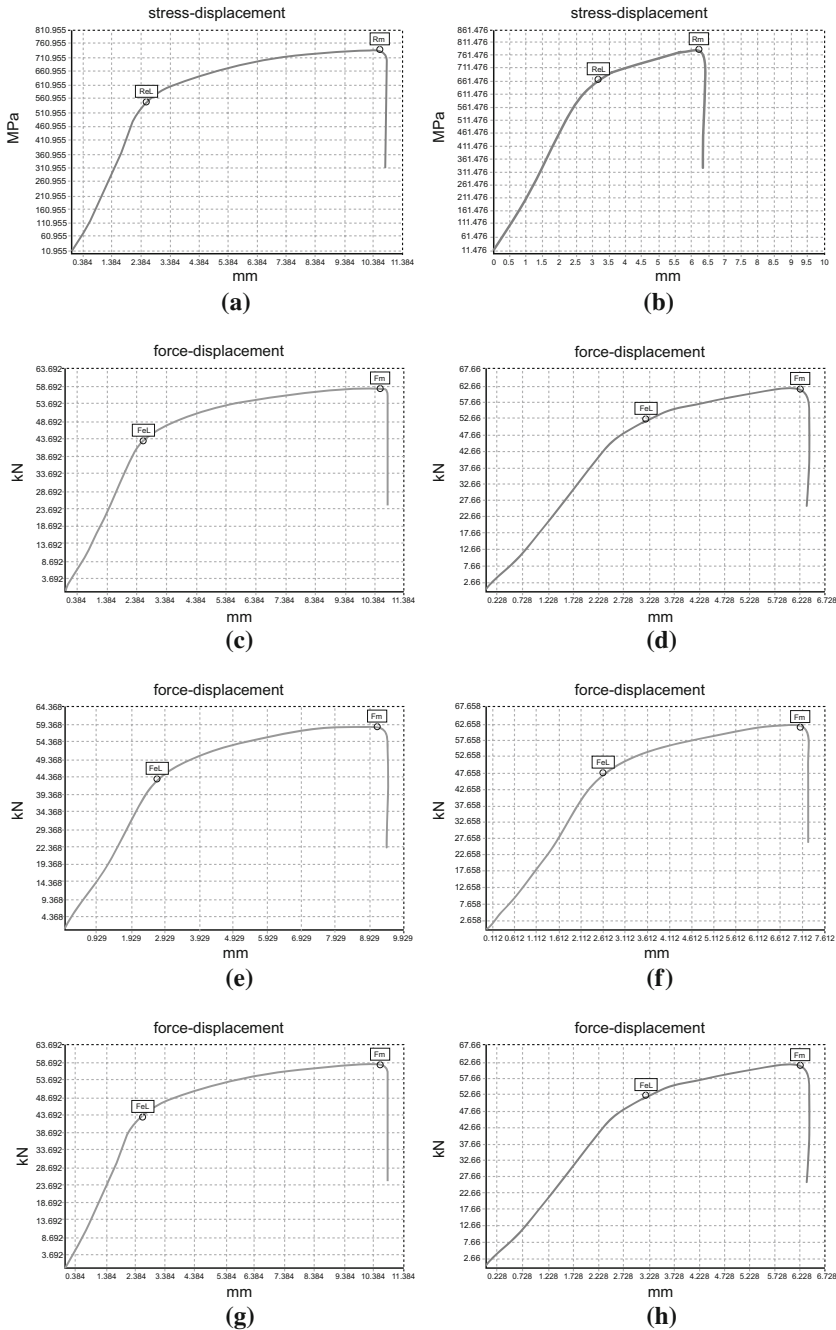 stress-displacement
810.955
760.955
710.955
660.955
610.955
560.955
510.955
460.955
410.955
360.955
310.955
260.955
210.955
160.955
110.955
60.955
10.955
MPa
Rm
ReL
0.384 1.384 2.384 3.384 4.384 5.384 6.384 7.384 8.384 9.384 10.384 11.384
mm
(a)
stress-displacement
861.476
811.476
761.476
711.476
661.476
611.476
561.476
511.476
461.476
411.476
361.476
311.476
261.476
211.476
161.476
111.476
61.476
11.476
MPa
Rm
ReL
0 0.5 1 1.5 2 2.5 3 3.5 4 4.5 5 5.5 6 6.5 7 7.5 8 8.5 9 9.5 10
mm
(b)
force-displacement
63.692
58.692
53.692
48.692
43.692
38.692
33.692
28.692
23.692
18.692
13.692
8.692
3.692
kN
Fm
FeL
0.384 1.384 2.384 3.384 4.384 5.384 6.384 7.384 8.384 9.384 10.384 11.384
mm
(c)
force-displacement
67.66
62.66
57.66
52.66
47.66
42.66
37.66
32.66
27.66
22.66
17.66
12.66
7.66
2.66
kN
Fm
FeL
0.228 0.728 1.228 1.728 2.228 2.728 3.228 3.728 4.228 4.728 5.228 5.728 6.228 6.728
mm
(d)
force-displacement
64.368
59.368
54.368
49.368
44.368
39.368
34.368
29.368
24.368
19.368
14.368
9.368
4.368
kN
Fm
FeL
0.929 1.929 2.929 3.929 4.929 5.929 6.929 7.929 8.929 9.929
mm
(e)
force-displacement
67.658
62.658
57.658
52.658
47.658
42.658
37.658
32.658
27.658
22.658
17.658
12.658
7.658
2.658
kN
Fm
FeL
0.112 0.612 1.112 1.612 2.112 2.612 3.112 3.612 4.112 4.612 5.112 5.612 6.112 6.612 7.112 7.612
mm
(f)
force-displacement
63.692
58.692
53.692
48.692
43.692
38.692
33.692
28.692
23.692
18.692
13.692
8.692
3.692
kN
Fm
FeL
0.384 1.384 2.384 3.384 4.384 5.384 6.384 7.384 8.384 9.384 10.384 11.384
mm
(g)
force-displacement
67.66
62.66
57.66
52.66
47.66
42.66
37.66
32.66
27.66
22.66
17.66
12.66
7.66
2.66
kN
Fm
FeL
0.228 0.728 1.228 1.728 2.228 2.728 3.228 3.728 4.228 4.728 5.228 5.728 6.228 6.728
mm
(h)